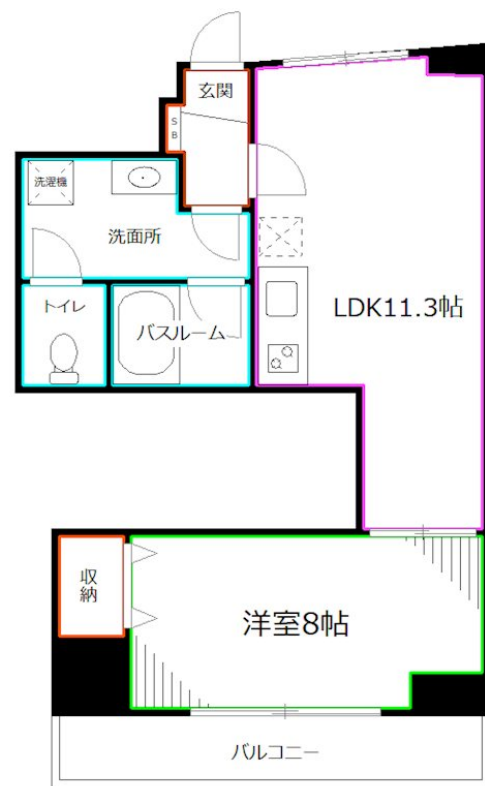 玄関
SB
洗濯機
洗面所
トイレ
バスルーム
LDK11.3帖
収納
洋室8帖
バルコニー